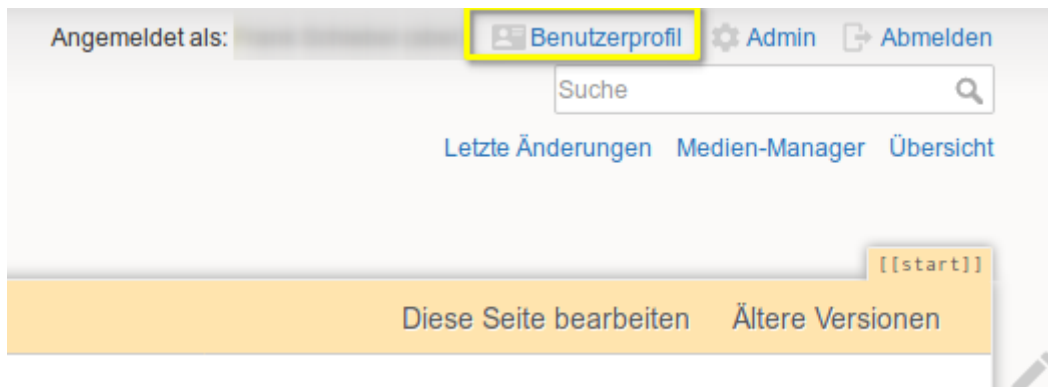 Angemeldet als: Benutzerprofil Admin Abmelden
Suche
Letzte Änderungen Medien-Manager Übersicht
[[start]]
Diese Seite bearbeiten Ältere Versionen